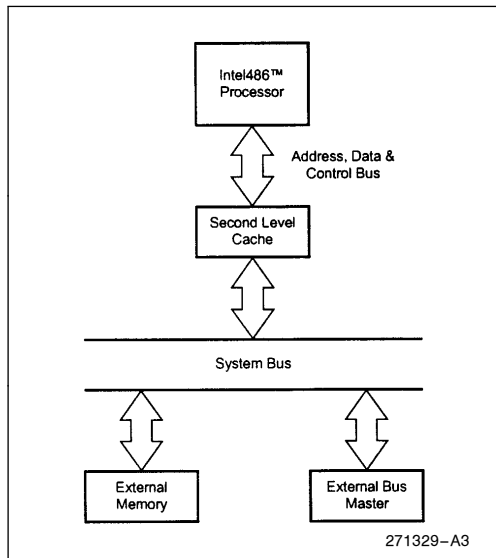 Intel486™
Processor
Address, Data &
Control Bus
Second Level
Cache
System Bus
External
Memory
External Bus
Master
271329–A3